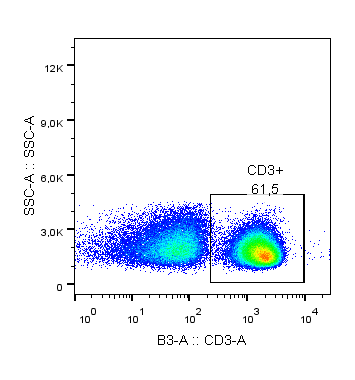 12K
9,0K
6,0K
3,0K
0
SSC-A :: SSC-A
CD3+
61,5
10^0 10^1 10^2 10^3 10^4
B3-A :: CD3-A